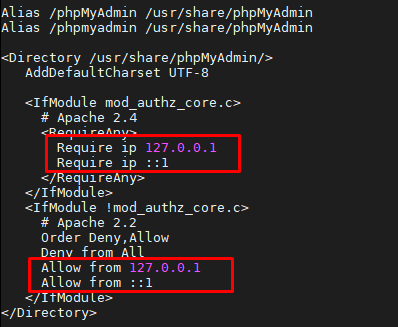 Alias /phpMyAdmin /usr/share/phpMyAdmin
Alias /phpmyadmin /usr/share/phpMyAdmin
<Directory /usr/share/phpMyAdmin/>
AddDefaultCharset UTF-8
<IfModule mod_authz_core.c>
# Apache 2.4
<RequireAny>
Require ip 127.0.0.1
Require ip ::1
</RequireAny>
</IfModule>
<IfModule !mod_authz_core.c>
# Apache 2.2
Order Deny,Allow
Deny from All
Allow from 127.0.0.1
Allow from ::1
</IfModule>
</Directory>